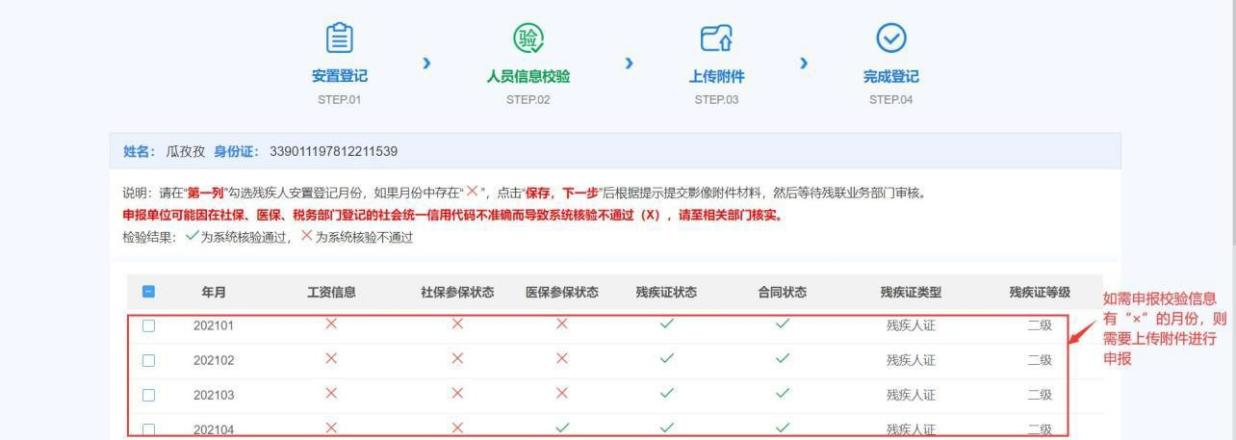 验
安置登记 人员信息校验 上传附件 完成登记
STEP.01 STEP.02 STEP.03 STEP.04
姓名： 瓜孜孜 身份证： 339011197812211539
说明：请在“第一列”勾选残疾人安置登记月份，如果月份中存在“✕”，点击“保存，下一步”后根据提示提交影像附件材料，然后等待残联业务部门审核。
申报单位可能因在社保、医保、税务部门登记的社会统一信用代码不准确而导致系统核验不通过（X），请至相关部门核实。
检验结果：✓为系统核验通过，✕为系统核验不通过
年月 工资信息 社保参保状态 医保参保状态 残疾证状态 合同状态 残疾证类型 残疾证等级
202101 ✕ ✕ ✕ ✓ ✓ 残疾人证 二级
202102 ✕ ✕ ✕ ✓ ✓ 残疾人证 二级
202103 ✕ ✕ ✕ ✓ ✓ 残疾人证 二级
202104 ✕ ✕ ✓ ✓ ✓ 残疾人证 二级
如需申报校验信息
有“×”的月份，则
需要上传附件进行
申报